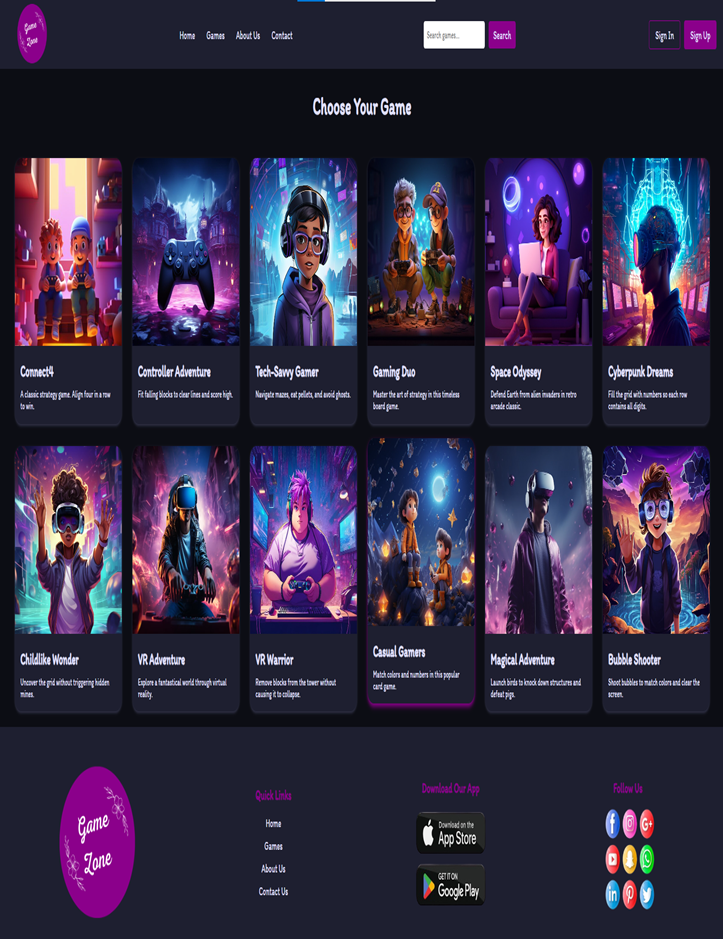 Game
Zone
Home Games About Us Contact
Search games...
Search
Sign In
Sign Up
Choose Your Game
Connect4
A classic strategy game. Align four in a row
to win.
Controller Adventure
Fit falling blocks to clear lines and score high.
Tech-Savvy Gamer
Navigate mazes, eat pellets, and avoid ghosts.
Gaming Duo
Master the art of strategy in this timeless
board game.
Space Odyssey
Defend Earth from alien invaders in retro
arcade classic.
Cyberpunk Dreams
Fill the grid with numbers so each row
contains all digits.
Childlike Wonder
Uncover the grid without triggering hidden
mines.
VR Adventure
Explore a fantastical world through virtual
reality.
VR Warrior
Remove blocks from the tower without
causing it to collapse.
Casual Gamers
Match colors and numbers in this popular
card game.
Magical Adventure
Launch birds to knock down structures and
defeat pigs.
Bubble Shooter
Shoot bubbles to match colors and clear the
screen.
Game
Zone
Quick Links
Home
Games
About Us
Contact Us
Download Our App
Download on the
App Store
GET IT ON
Google Play
Follow Us